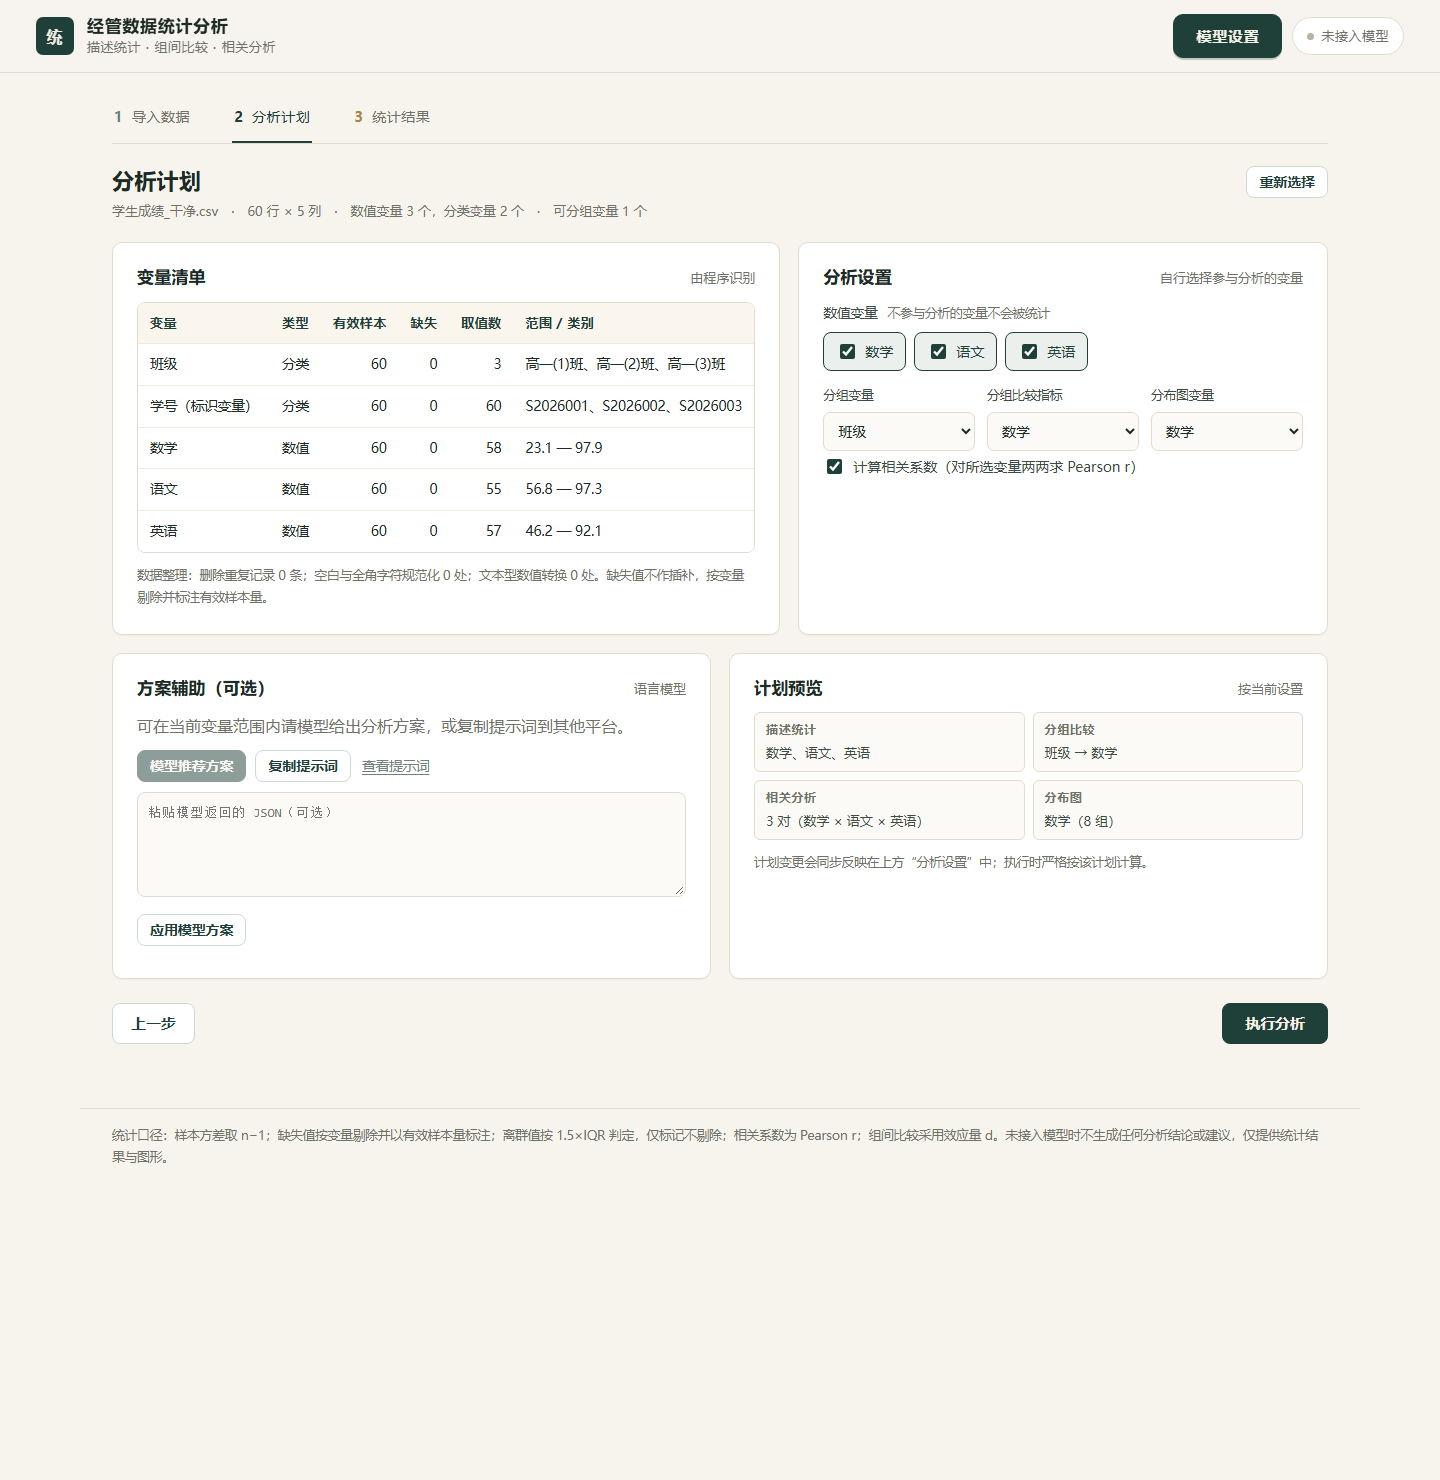 统
经管数据统计分析
描述统计 · 组间比较 · 相关分析
模型设置
未接入模型
1 导入数据
2 分析计划
3 统计结果
分析计划
重新选择
学生成绩_干净.csv · 60 行 × 5 列 · 数值变量 3 个，分类变量 2 个 · 可分组变量 1 个
变量清单
由程序识别
变量 类型 有效样本 缺失 取值数 范围 / 类别
班级 分类 60 0 3 高一(1)班、高一(2)班、高一(3)班
学号（标识变量） 分类 60 0 60 S2026001、S2026002、S2026003
数学 数值 60 0 58 23.1 — 97.9
语文 数值 60 0 55 56.8 — 97.3
英语 数值 60 0 57 46.2 — 92.1
数据整理：删除重复记录 0 条；空白与全角字符规范化 0 处；文本型数值转换 0 处。缺失值不作插补，按变量
剔除并标注有效样本量。
分析设置
自行选择参与分析的变量
数值变量 不参与分析的变量不会被统计
数学 语文 英语
分组变量 分组比较指标 分布图变量
班级 数学 数学
计算相关系数（对所选变量两两求 Pearson r）
方案辅助（可选）
语言模型
可在当前变量范围内请模型给出分析方案，或复制提示词到其他平台。
模型推荐方案 复制提示词 查看提示词
粘贴模型返回的 JSON（可选）
应用模型方案
计划预览
按当前设置
描述统计
数学、语文、英语
分组比较
班级 → 数学
相关分析
3 对（数学 × 语文 × 英语）
分布图
数学（8 组）
计划变更会同步反映在上方“分析设置”中；执行时严格按该计划计算。
上一步
执行分析
统计口径：样本方差取 n−1；缺失值按变量剔除并以有效样本量标注；离群值按 1.5×IQR 判定，仅标记不剔除；相关系数为 Pearson r；组间比较采用效应量 d。未接入模型时不生成任何分析结论或建议，仅提供统计结
果与图形。